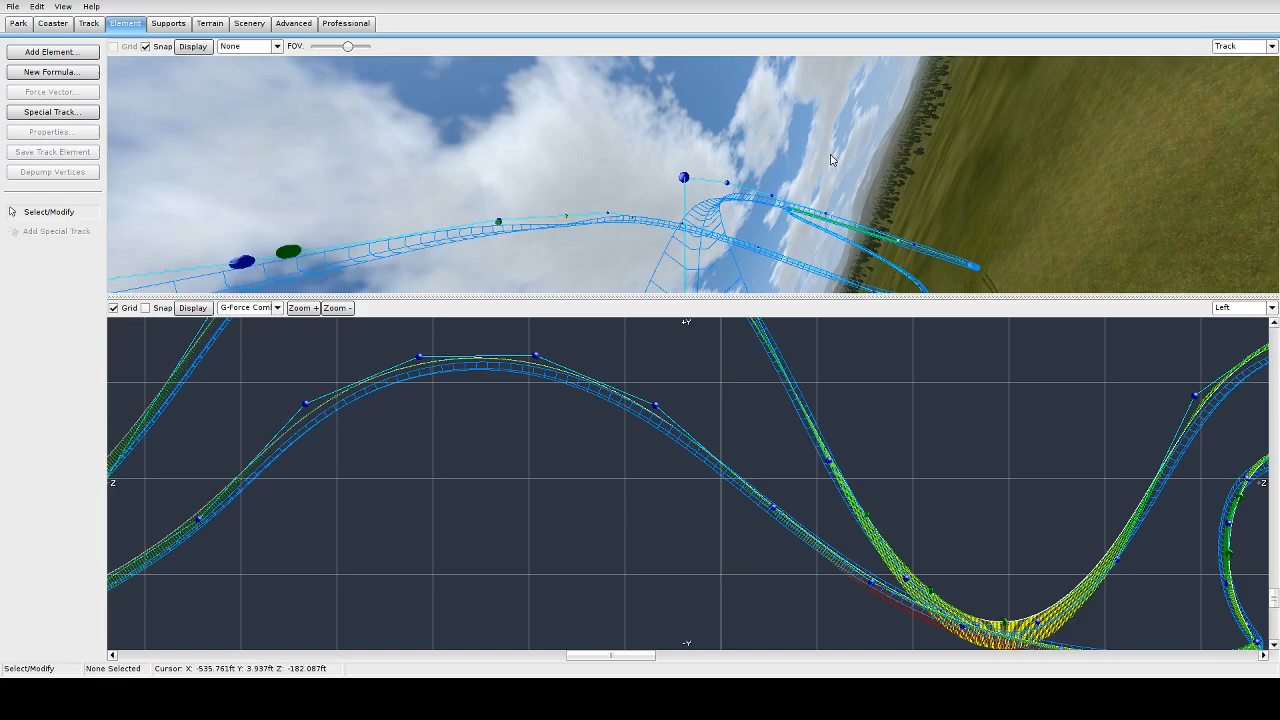 File Edit View Help
Park Coaster Track Element Supports Terrain Scenery Advanced Professional
Add Element... Grid Snap Display None FOV: Track
New Formula...
Force Vector...
Special Track...
Properties...
Save Track Element
Depump Vertices
Select/Modify
Add Special Track
Grid Snap Display G-Force Com Zoom + Zoom - Left
+Y
-Z
-Y
Select/Modify None Selected Cursor: X: -535.761ft Y: 3.937ft Z: -182.087ft